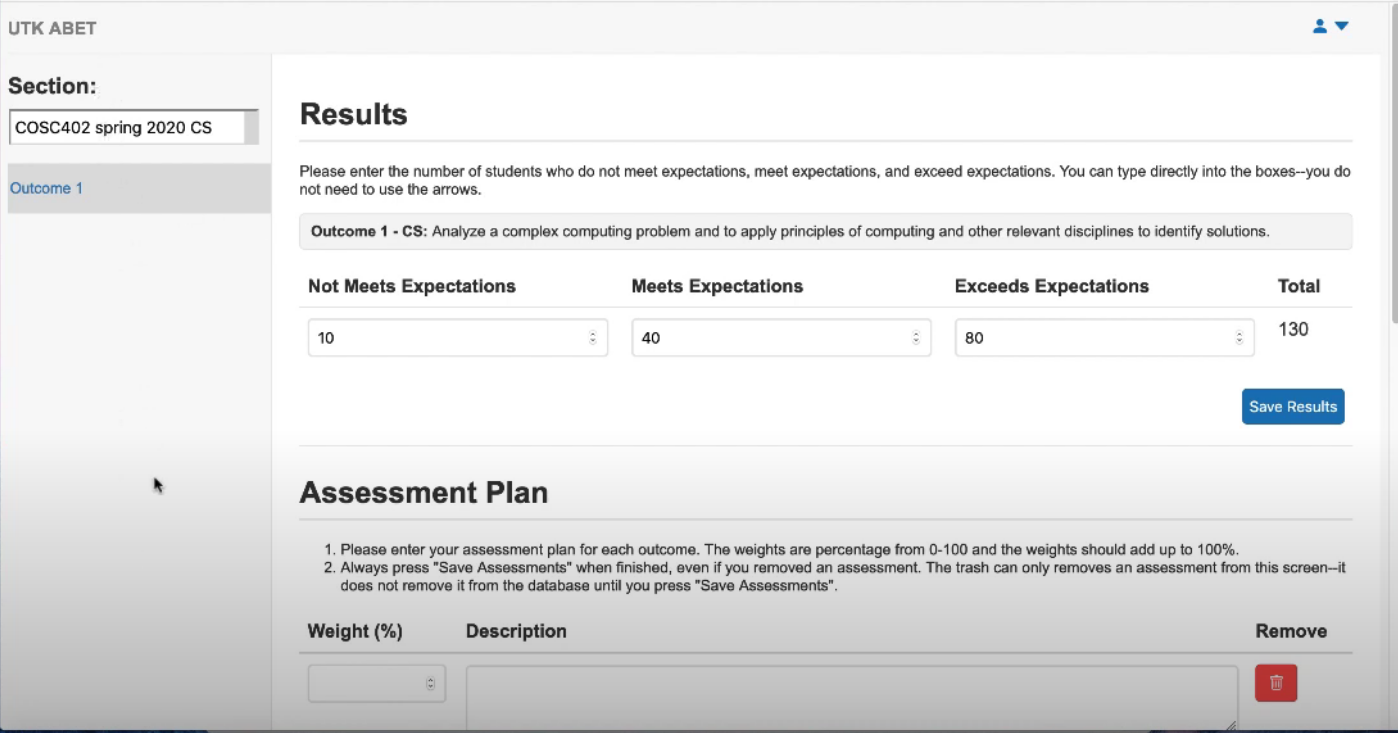 UTK ABET
Section:
COSC402 spring 2020 CS
Outcome 1
Results
Please enter the number of students who do not meet expectations, meet expectations, and exceed expectations. You can type directly into the boxes--you do
not need to use the arrows.
Outcome 1 - CS: Analyze a complex computing problem and to apply principles of computing and other relevant disciplines to identify solutions.
Not Meets Expectations Meets Expectations Exceeds Expectations Total
10 40 80 130
Save Results
Assessment Plan
1. Please enter your assessment plan for each outcome. The weights are percentage from 0-100 and the weights should add up to 100%.
2. Always press "Save Assessments" when finished, even if you removed an assessment. The trash can only removes an assessment from this screen--it
does not remove it from the database until you press "Save Assessments".
Weight (%) Description Remove